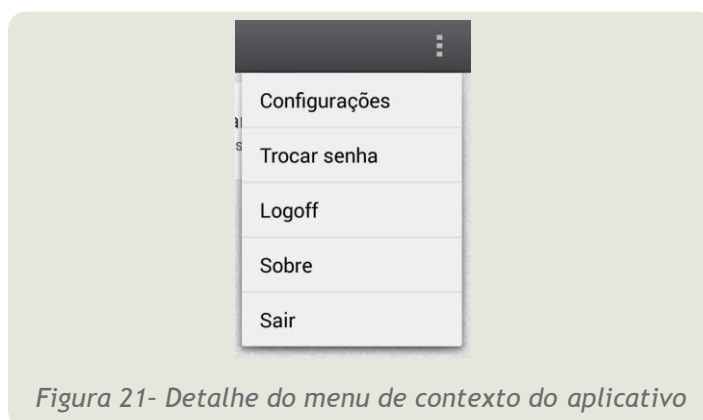 Configurações
Trocar senha
Logoff
Sobre
Sair
Figura 21– Detalhe do menu de contexto do aplicativo